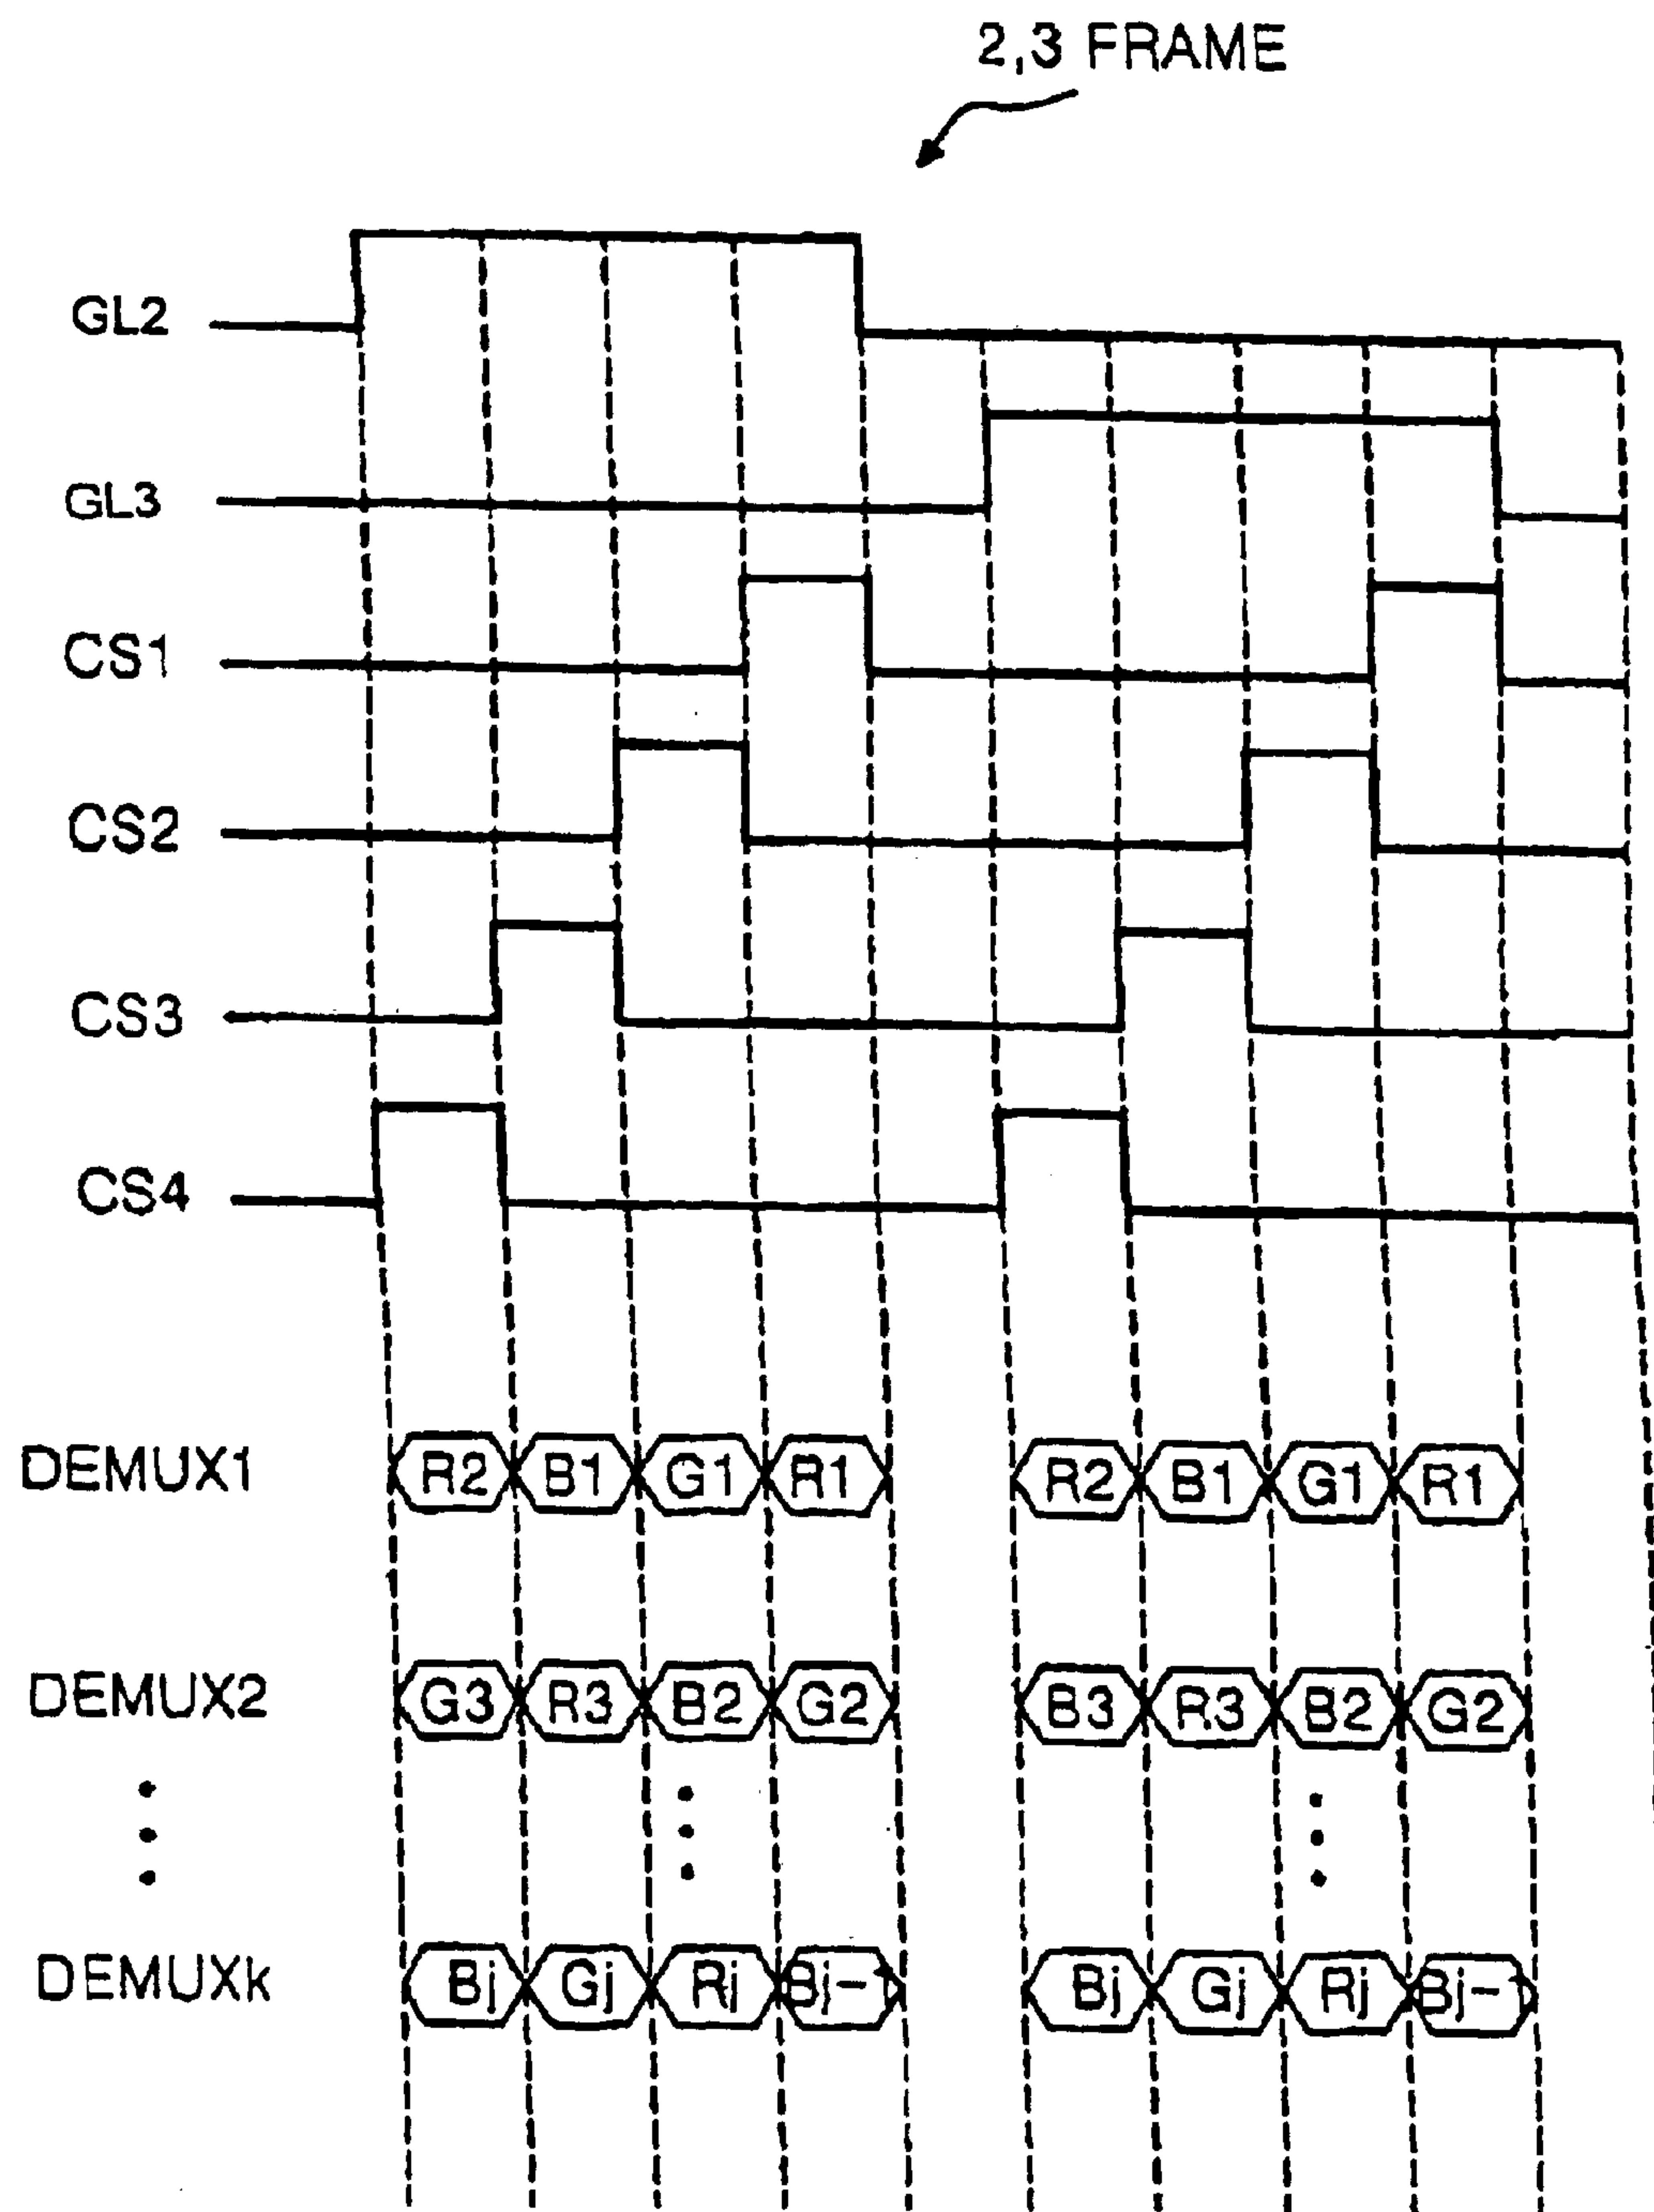 2,3 FRAME
GL2
GL3
CS1
CS2
CS3
CS4
DEMUX1 R2 B1 G1 R1 R2 B1 G1 R1
DEMUX2 G3 R3 B2 G2 B3 R3 B2 G2
DEMUXk Bj Gj Rj Bj-1 Bj Gj Rj Bj-1